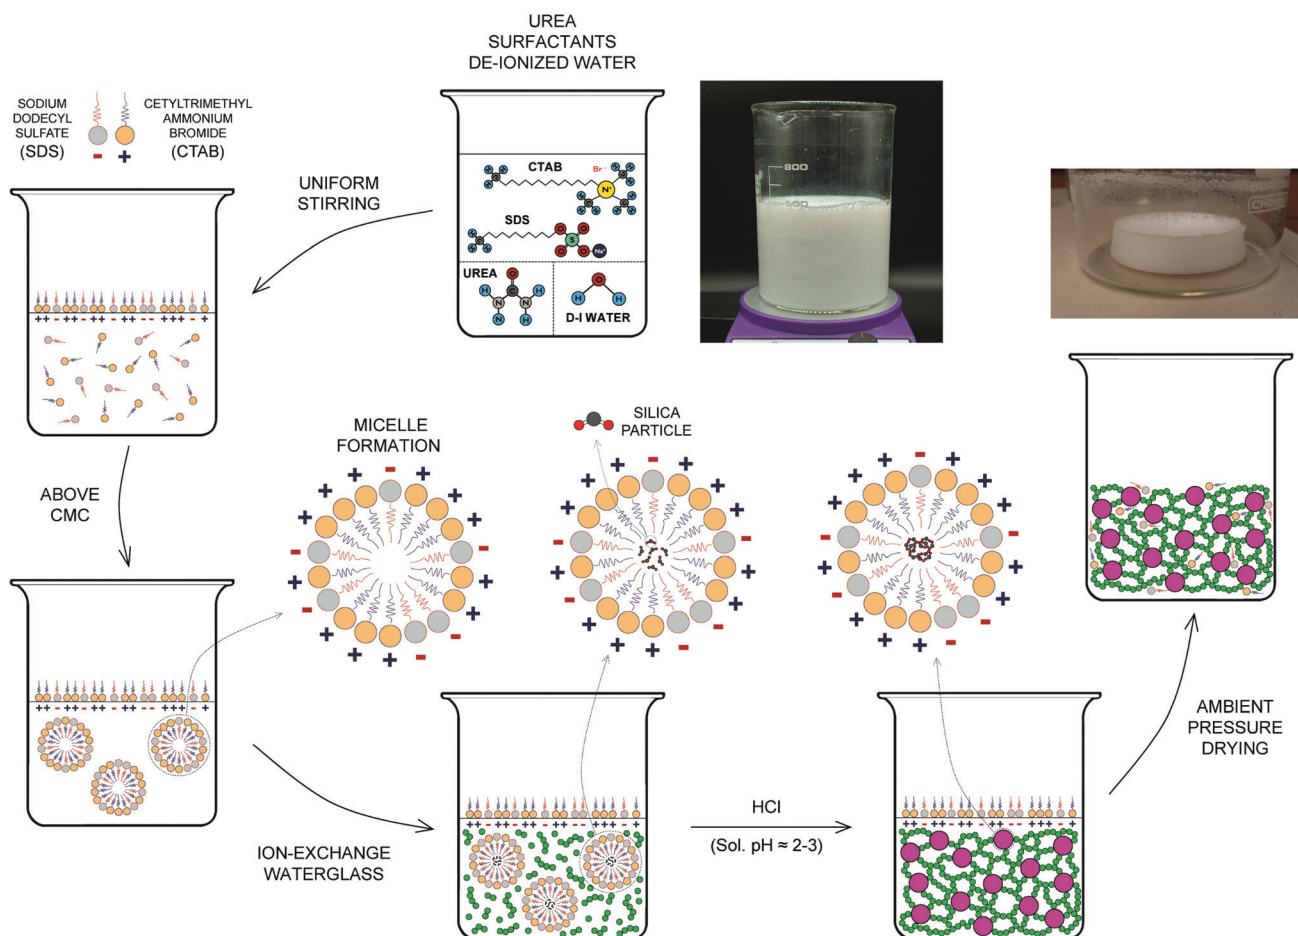 UREA
SURFACTANTS
DE-IONIZED WATER
SODIUM
DODECYL
SULFATE
(SDS)
-
CETYLTRIMETHYL
AMMONIUM
BROMIDE
(CTAB)
+
UNIFORM
STIRRING
CTAB
Br⁻
N⁺
C
C
C
C
SDS
C
O
O
S
O
O
Na⁺
UREA
O
H
C
H
N
N
N
H
O
H
H
D-I WATER
800
++ - ++ - ++ - ++ - - +++ - +
ABOVE
CMC
MICELLE
FORMATION
SILICA
PARTICLE
++ - ++ - ++ - ++ - - +++ - +
ION-EXCHANGE
WATERGLASS
HCl
(Sol. pH ≈ 2-3)
AMBIENT
PRESSURE
DRYING